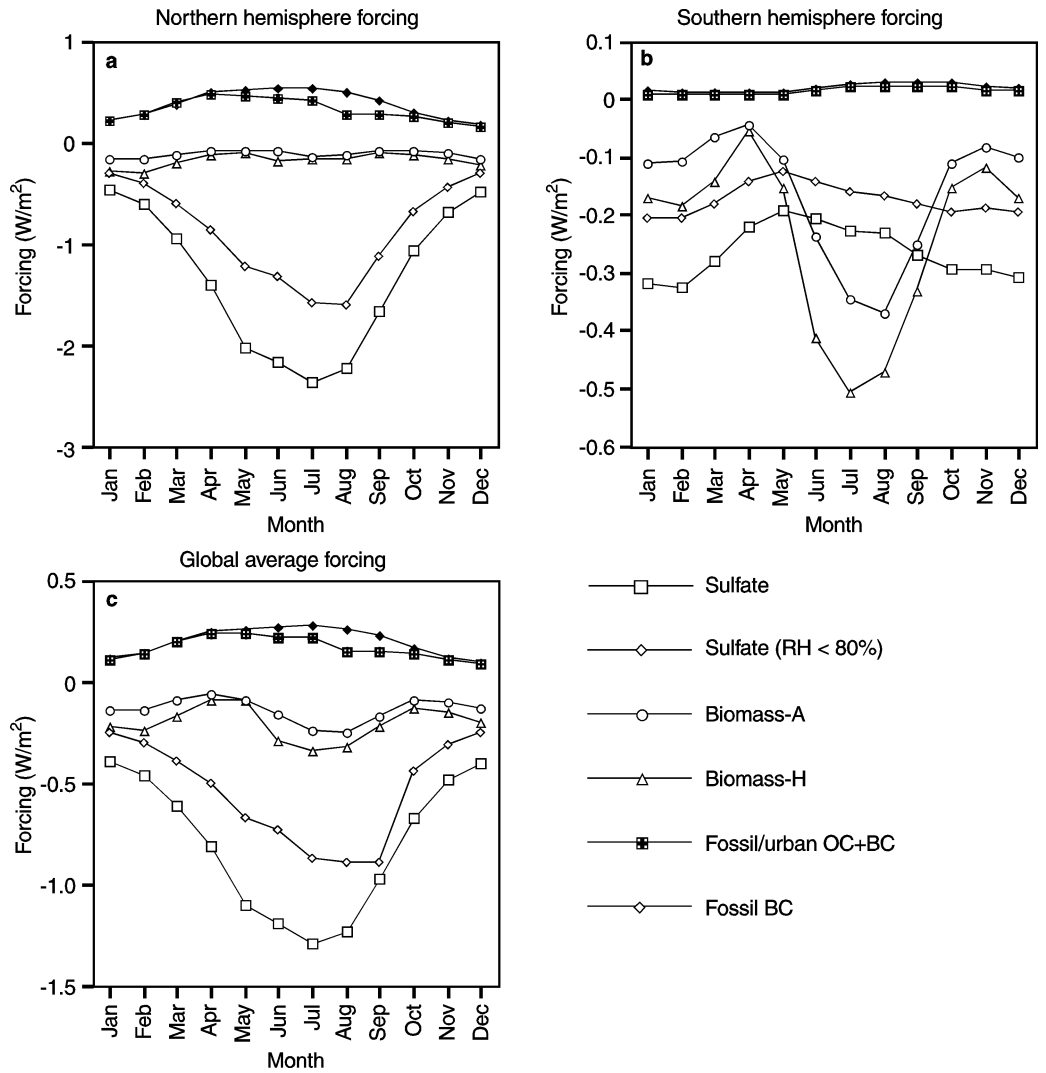 Northern hemisphere forcing
a
1
0
-1
-2
-3
Forcing (W/m²)
Jan Feb Mar Apr May Jun Jul Aug Sep Oct Nov Dec
Month
Southern hemisphere forcing
b
0.1
0
-0.1
-0.2
-0.3
-0.4
-0.5
-0.6
Forcing (W/m²)
Jan Feb Mar Apr May Jun Jul Aug Sep Oct Nov Dec
Month
Global average forcing
c
0.5
0
-0.5
-1.0
-1.5
Forcing (W/m²)
Jan Feb Mar Apr May Jun Jul Aug Sep Oct Nov Dec
Month
Sulfate
Sulfate (RH < 80%)
Biomass-A
Biomass-H
Fossil/urban OC+BC
Fossil BC